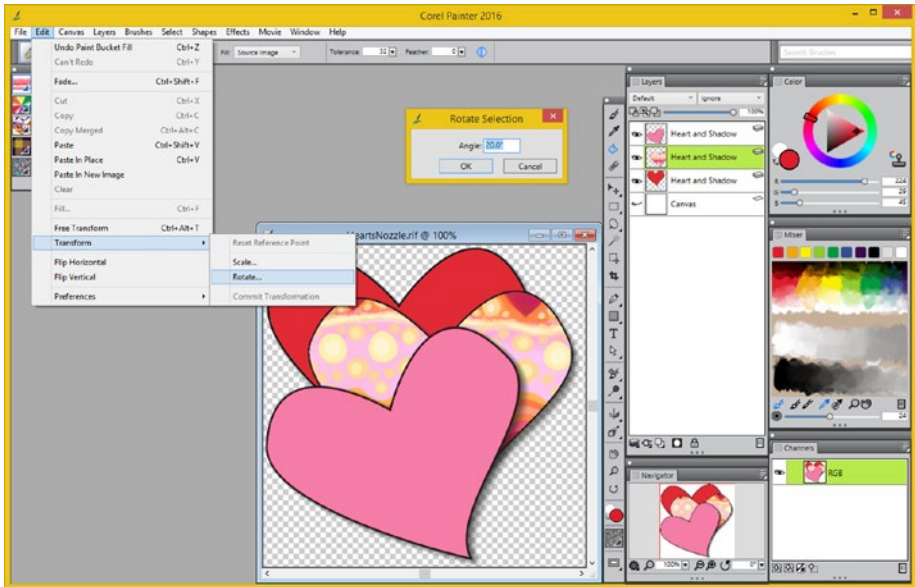 Corel Painter 2016
File Edit Canvas Layers Brushes Select Shapes Effects Movie Window Help
Fill: Source Image Tolerance: 32 Feather: 0 Search Brushes
Undo Paint Bucket Fill Ctrl+Z
Can't Redo Ctrl+Y
Fade... Ctrl+Shift+F
Cut Ctrl+X
Copy Ctrl+C
Copy Merged Ctrl+Alt+C
Paste Ctrl+Shift+V
Paste In Place Ctrl+V
Paste In New Image
Clear
Fill... Ctrl+F
Free Transform Ctrl+Alt+T
Transform
Flip Horizontal
Flip Vertical
Preferences
Reset Reference Point
Scale...
Rotate...
Commit Transformation
Rotate Selection
Angle: 20.0°
OK Cancel
HeartsNozzle.rif @ 100%
Layers
Default Ignore
100%
Heart and Shadow
Heart and Shadow
Heart and Shadow
Canvas
Navigator
100% 0°
Color
R 224
G 29
B 45
Mixer
24
Channels
RGB